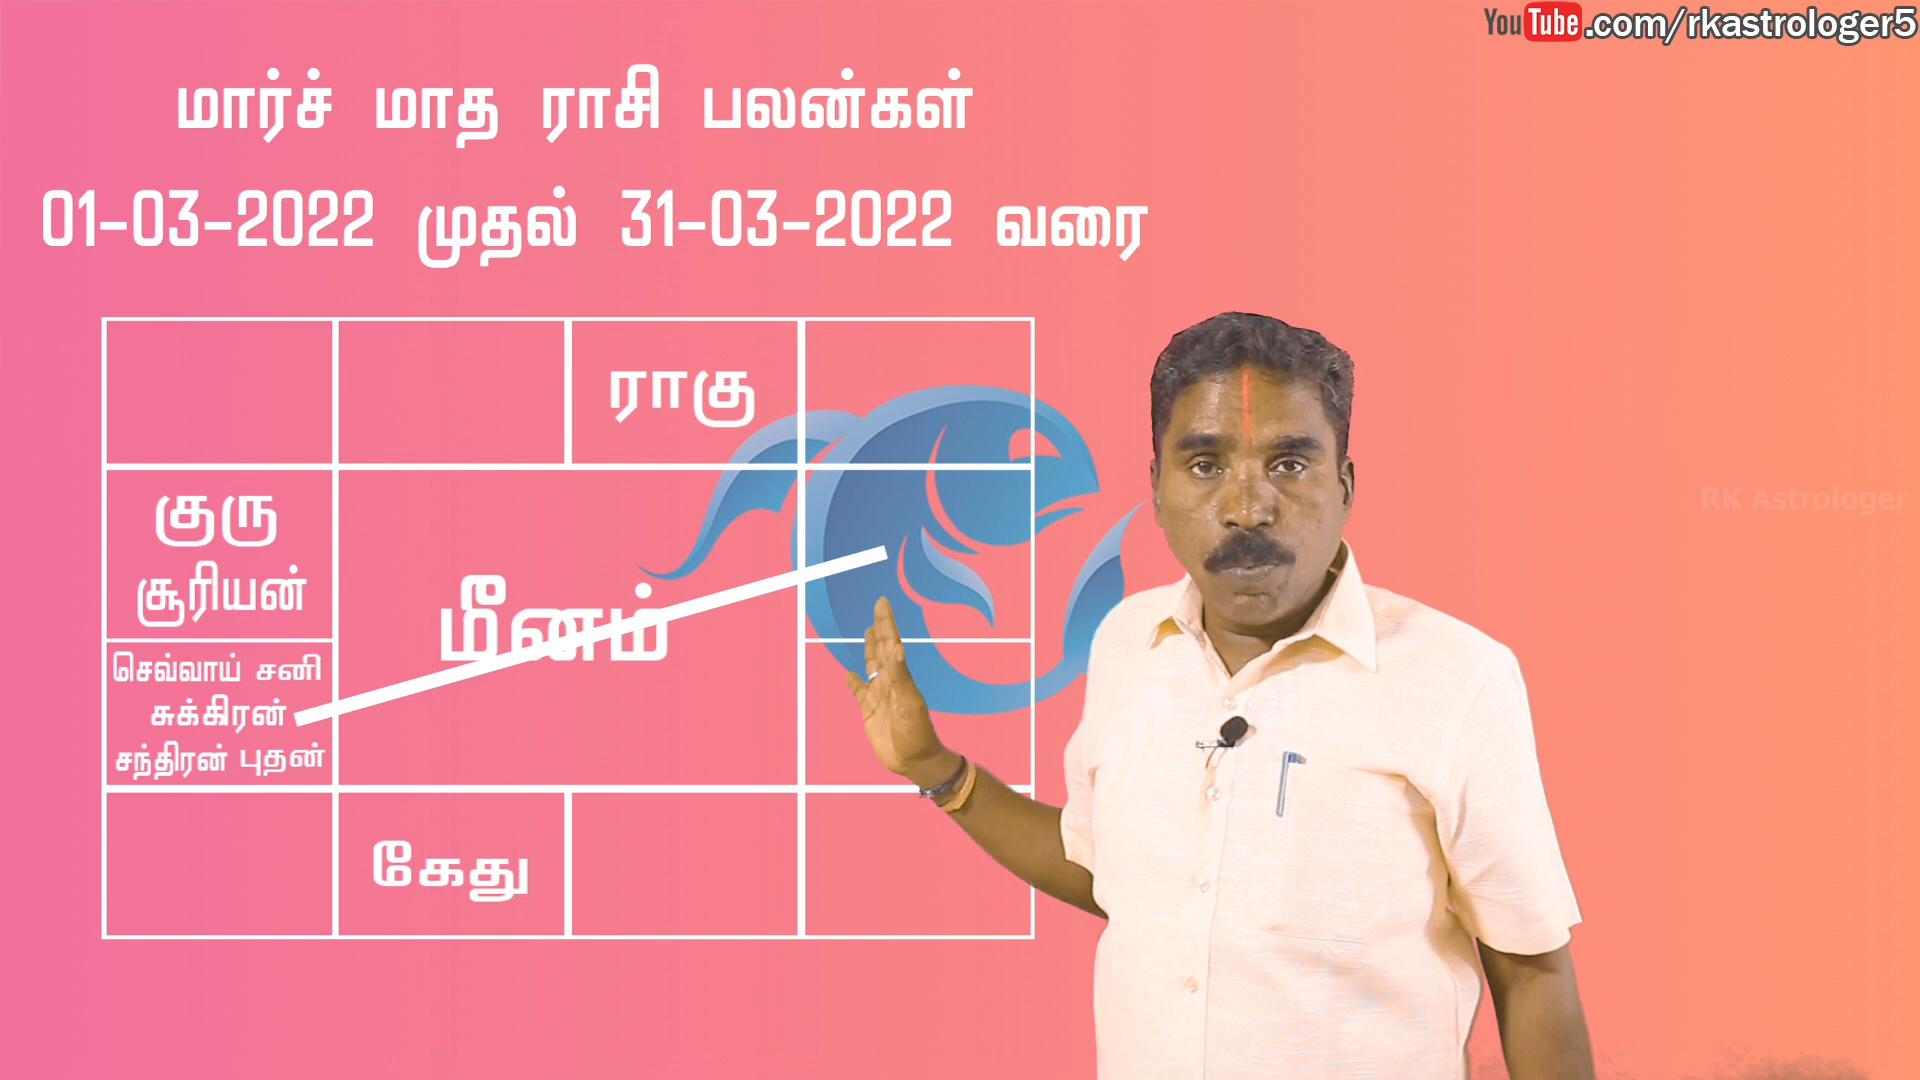 YouTube.com/rkastrologer5
மார்ச் மாத ராசி பலன்கள்
01-03-2022 முதல் 31-03-2022 வரை
ராகு
குரு
சூரியன்
மீனம்
செவ்வாய் சனி
சுக்கிரன்
சந்திரன் புதன்
கேது
RK Astrologer